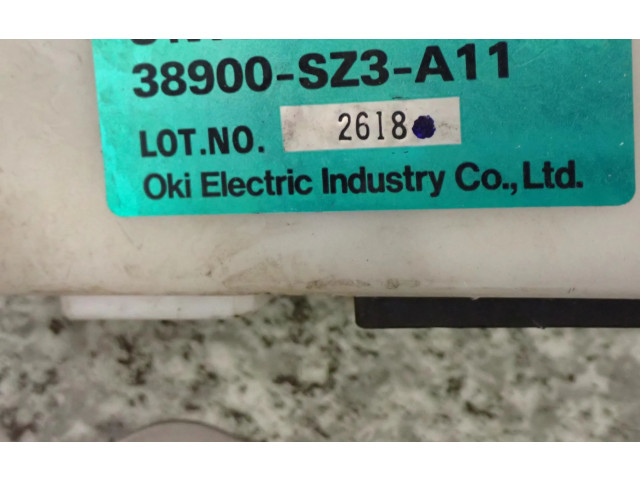 38900-SZ3-A11
LOT.NO. 2618
Oki Electric Industry Co.,Ltd.